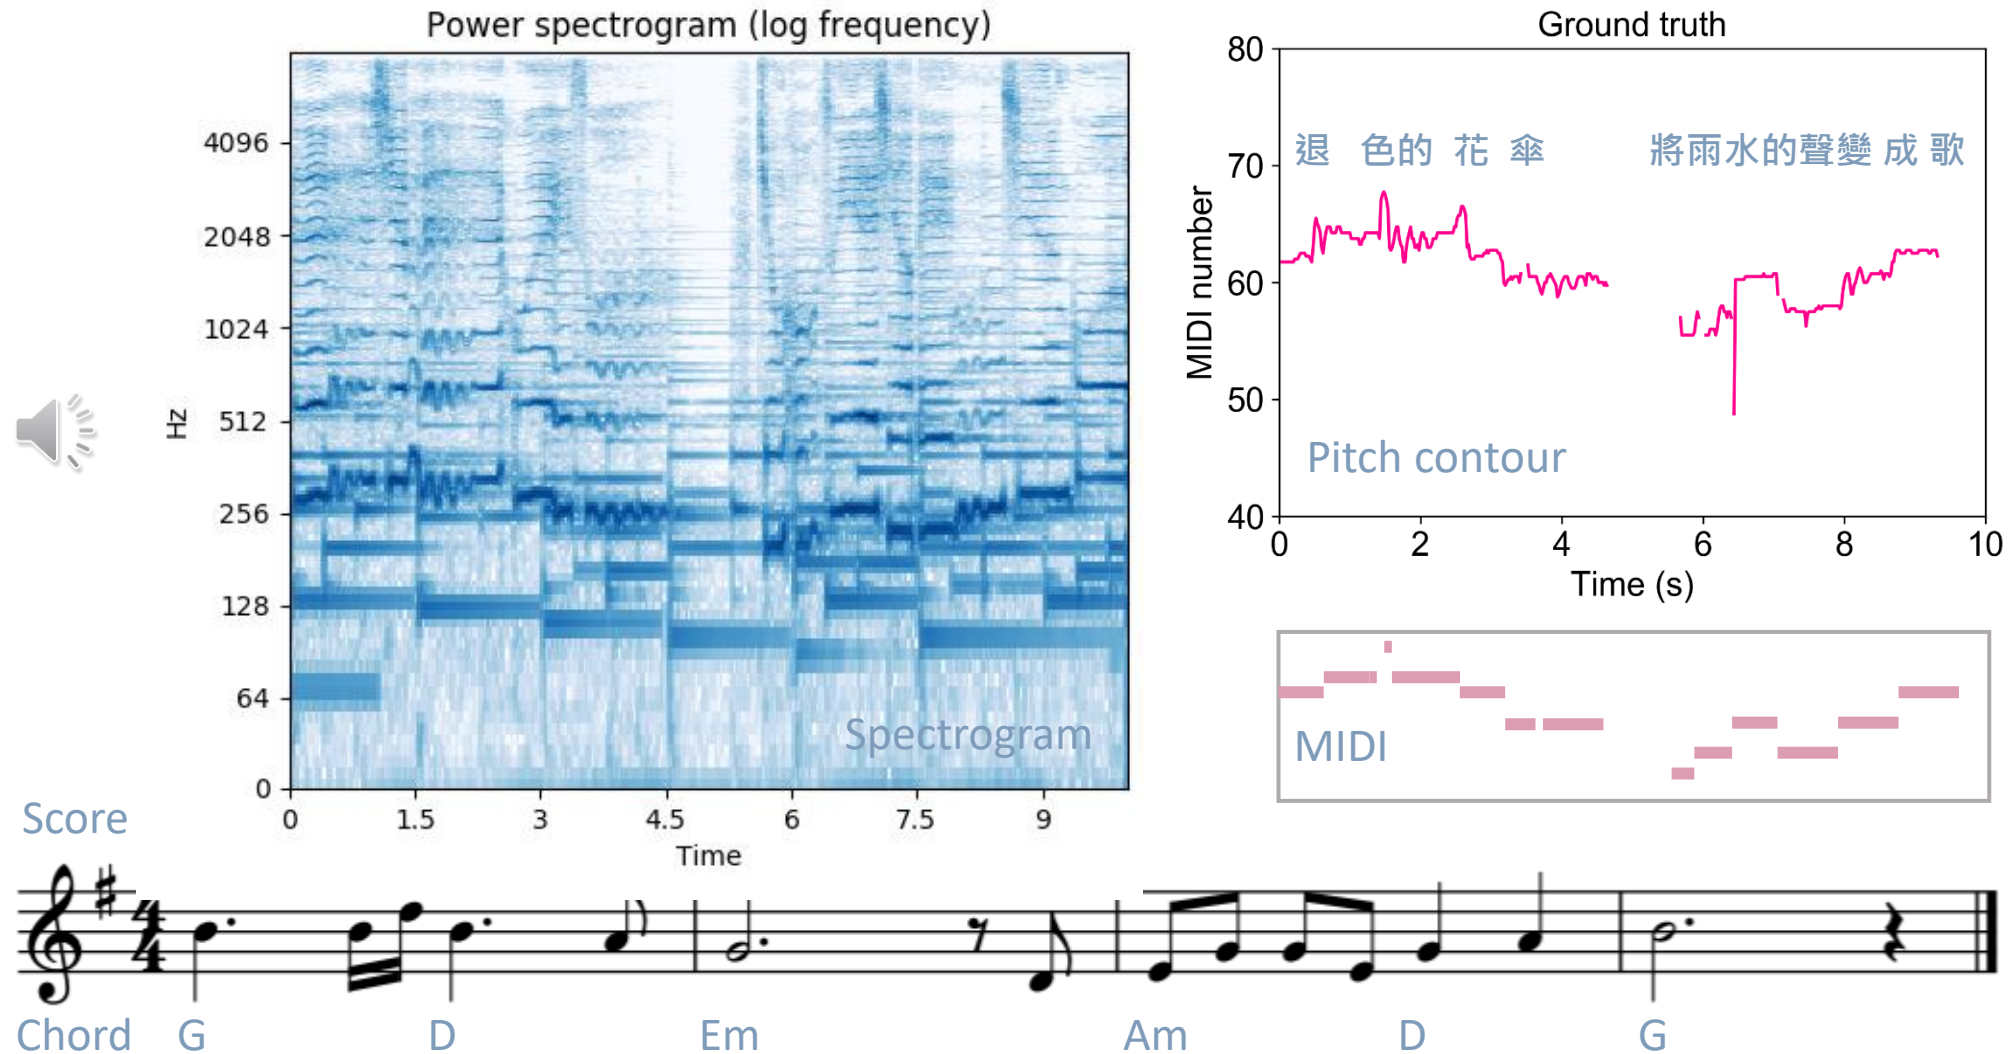 Power spectrogram (log frequency)
4096
2048
1024
512
256
128
64
0
Hz
0 1.5 3 4.5 6 7.5 9
Time
Spectrogram
Ground truth
80
70
60
50
40
MIDI number
退 色的 花 傘 將雨水的聲變 成 歌
Pitch contour
0 2 4 6 8 10
Time (s)
MIDI
Score
4
4
Chord G D Em Am D G